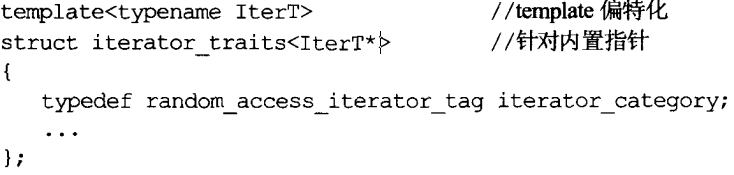 template<typename IterT> //template 偏特化
struct iterator_traits<IterT*> //针对内置指针
{
typedef random_access_iterator_tag iterator_category;
...
};